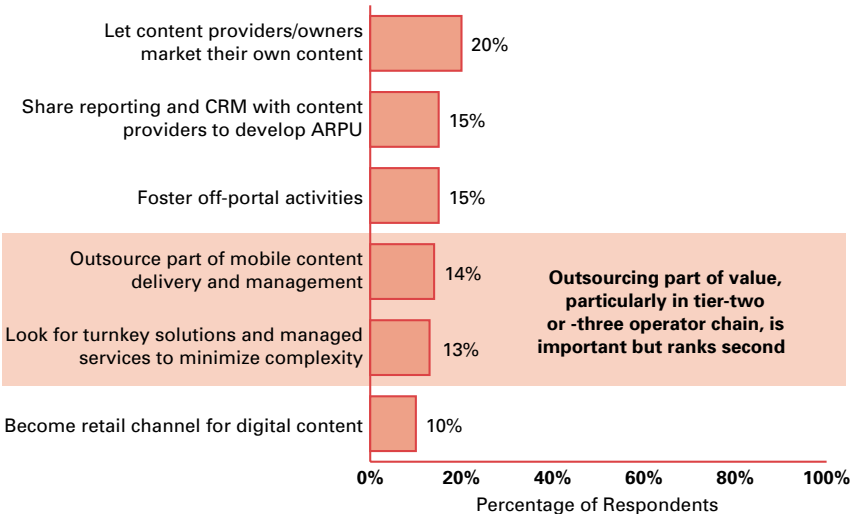 Let content providers/owners
market their own content
20%
Share reporting and CRM with content
providers to develop ARPU
15%
Foster off-portal activities
15%
Outsource part of mobile content
delivery and management
14%
Outsourcing part of value,
particularly in tier-two
or -three operator chain, is
important but ranks second
Look for turnkey solutions and managed
services to minimize complexity
13%
Become retail channel for digital content
10%
0% 20% 40% 60% 80% 100%
Percentage of Respondents